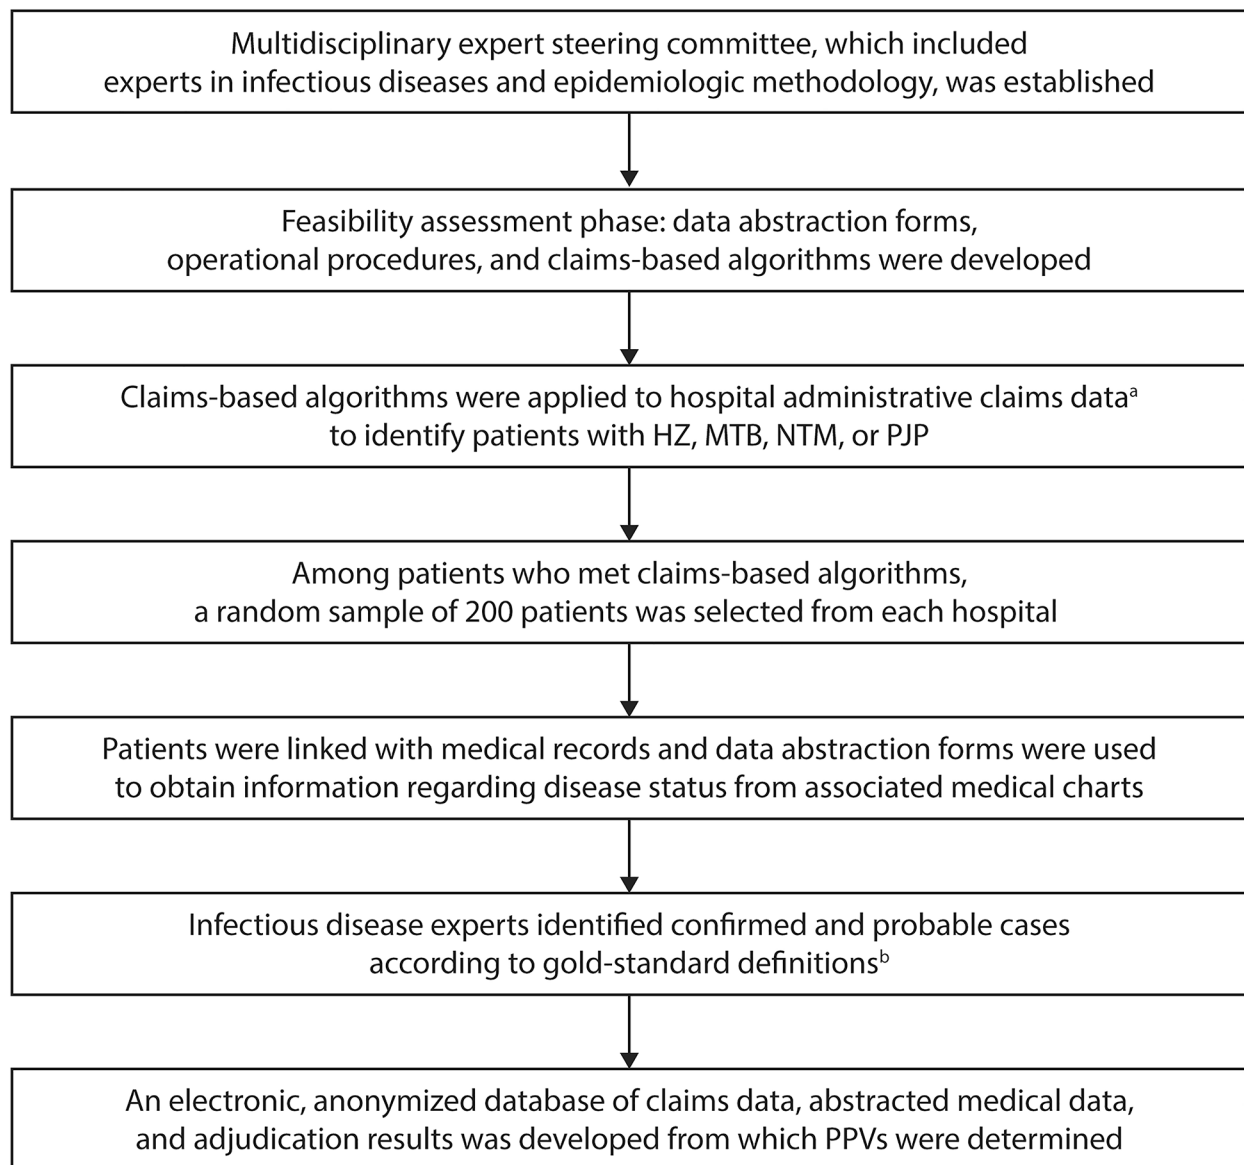 Multidisciplinary expert steering committee, which included
experts in infectious diseases and epidemiologic methodology, was established
Feasibility assessment phase: data abstraction forms,
operational procedures, and claims-based algorithms were developed
Claims-based algorithms were applied to hospital administrative claims dataᵃ
to identify patients with HZ, MTB, NTM, or PJP
Among patients who met claims-based algorithms,
a random sample of 200 patients was selected from each hospital
Patients were linked with medical records and data abstraction forms were used
to obtain information regarding disease status from associated medical charts
Infectious disease experts identified confirmed and probable cases
according to gold-standard definitionsᵇ
An electronic, anonymized database of claims data, abstracted medical data,
and adjudication results was developed from which PPVs were determined